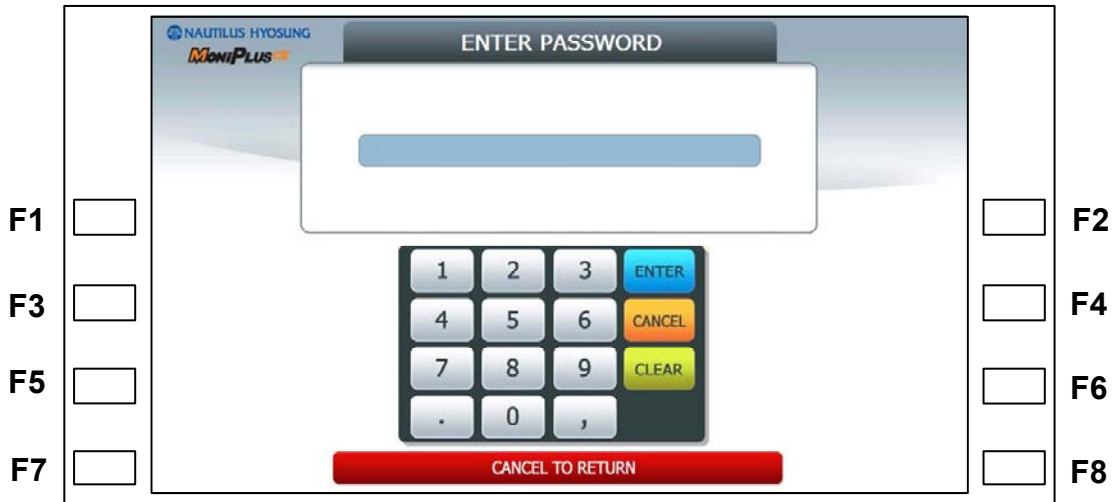 NAUTILUS HYOSUNG
MONIPLUS CE
ENTER PASSWORD
F1
F2
1 2 3 ENTER
F3
F4
4 5 6 CANCEL
7 8 9 CLEAR
F5
F6
. 0 ,
F7
CANCEL TO RETURN
F8